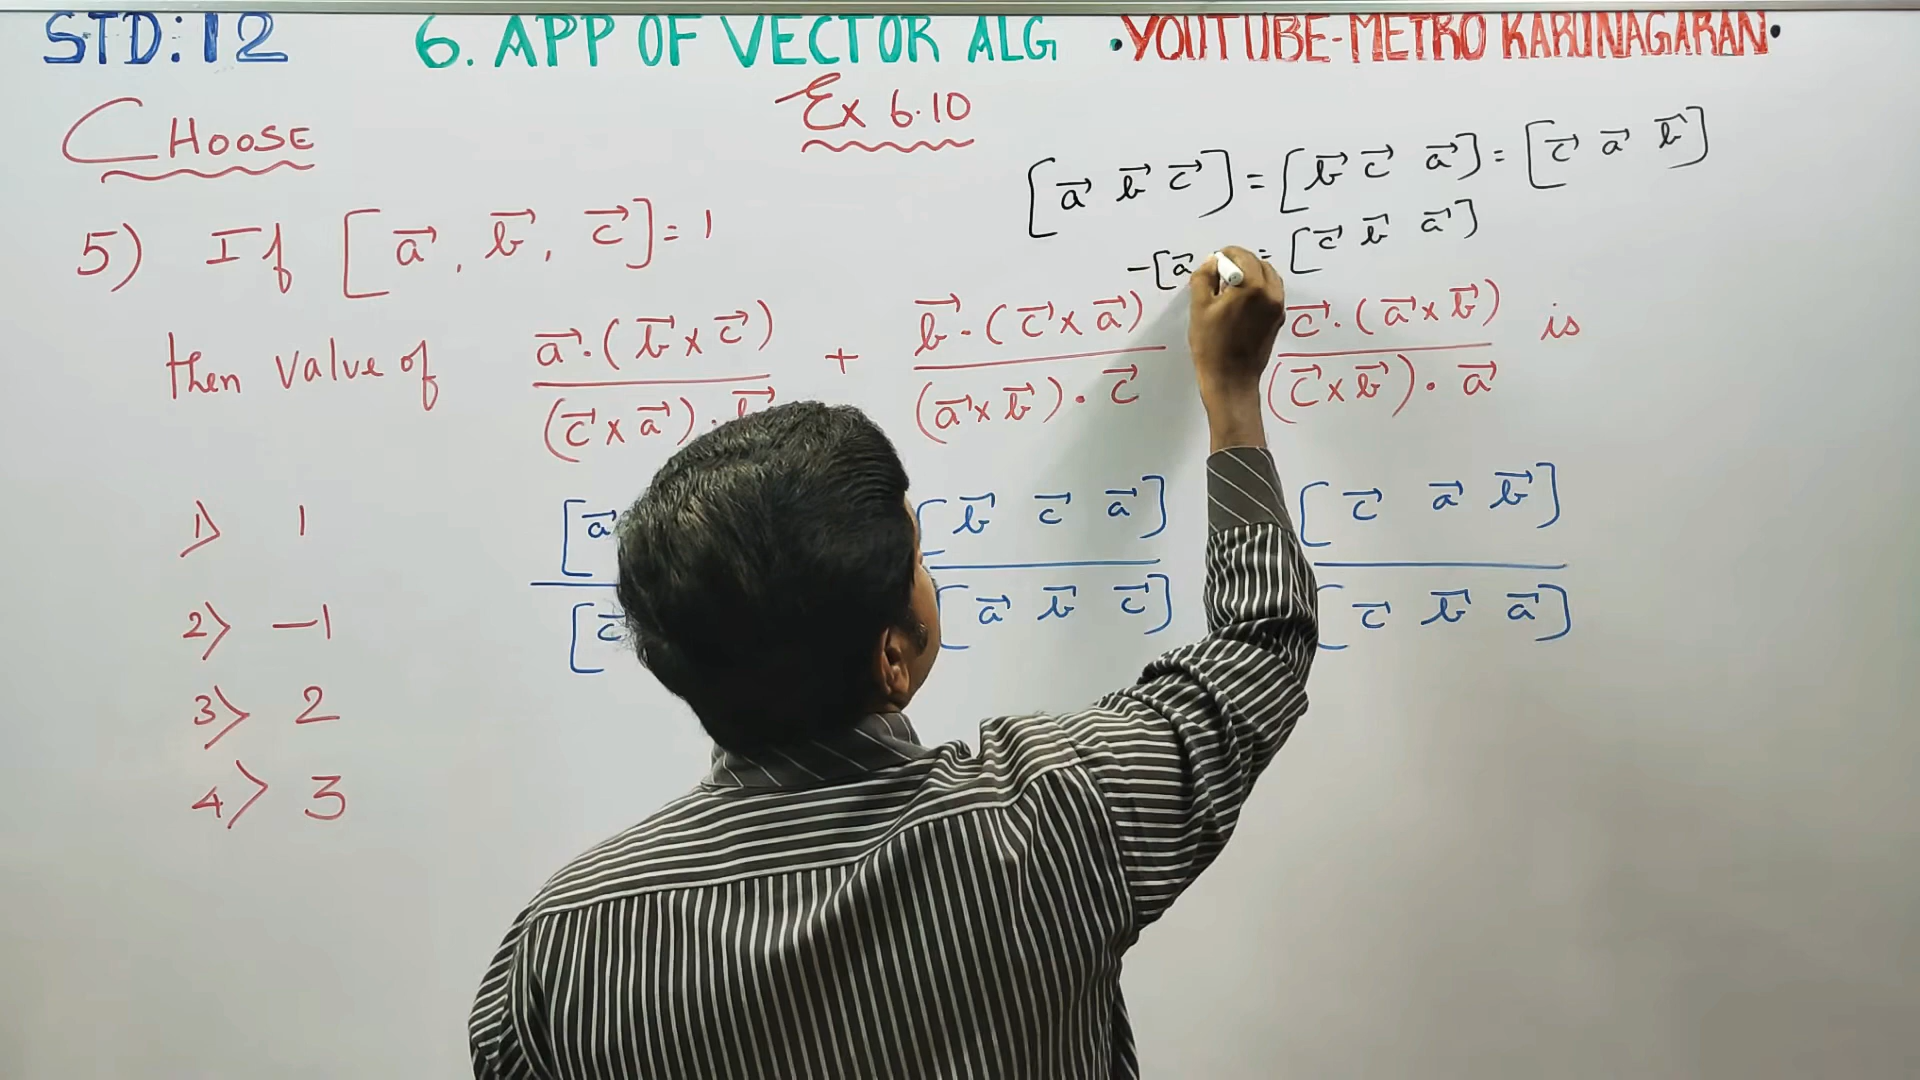 STD:12 6. APP OF VECTOR ALG •YOUTUBE-METRO KARUNAGARAN•
CHOOSE Ex 6.10
[a⃗ b⃗ c⃗] = [b⃗ c⃗ a⃗] = [c⃗ a⃗ b⃗]
-[a⃗ = [c⃗ b⃗ a⃗]
5) If [a⃗, b⃗, c⃗] = 1
then value of a⃗·(b⃗×c⃗) / (c⃗×a⃗)·b⃗ + b⃗·(c⃗×a⃗) / (a⃗×b⃗)·c⃗ c⃗·(a⃗×b⃗) / (c⃗×b⃗)·a⃗ is
1) 1
[a⃗ / [c⃗ [b⃗ c⃗ a⃗] / [a⃗ b⃗ c⃗] [c⃗ a⃗ b⃗] / [c⃗ b⃗ a⃗]
2) -1
3) 2
4) 3